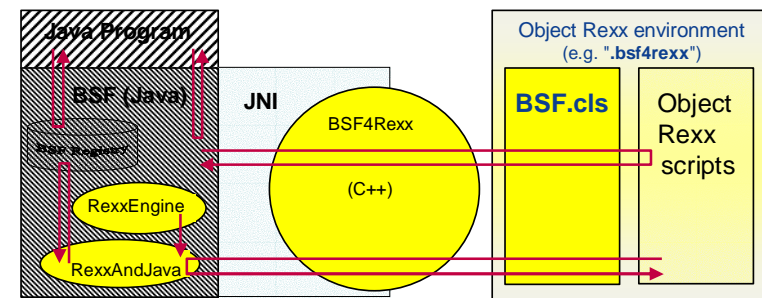 Java Program
BSF (Java)
BSF Registry
RexxEngine
RexxAndJava
JNI
BSF4Rexx
(C++)
Object Rexx environment
(e.g. ".bsf4rexx")
BSF.cls
Object
Rexx
scripts